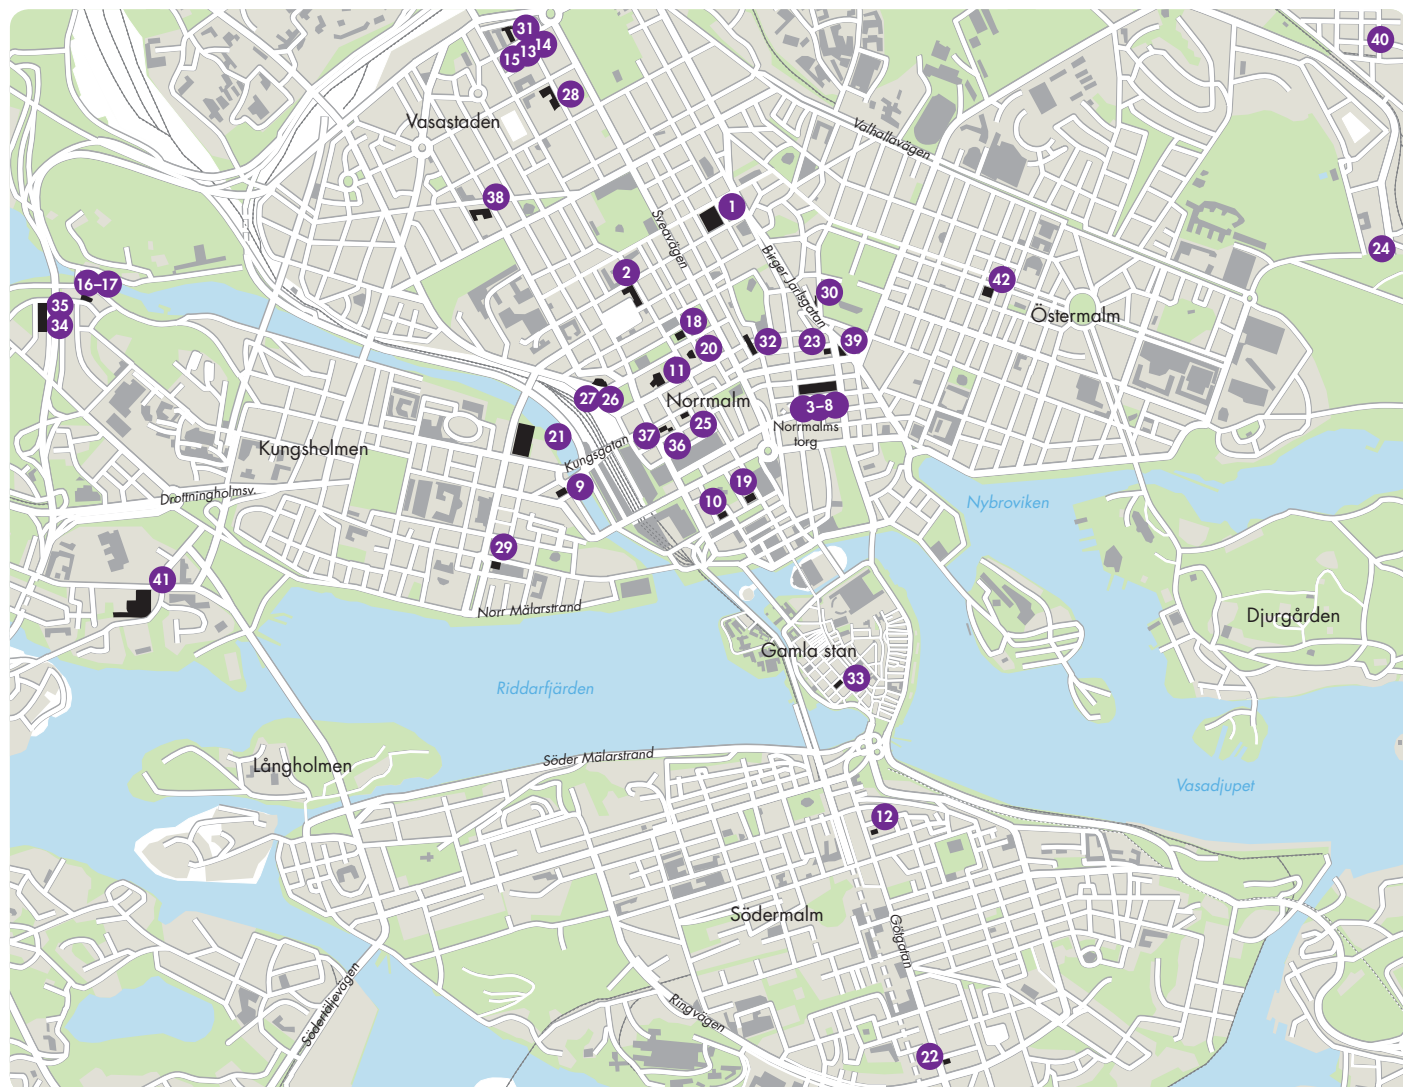 31
40
14
13
15
28
Vasastaden
Valhallavägen
38
1
Sveavägen
24
Birger Jarlsgatan
2
42
16–17
30
35
Östermalm
34
18
32
23
39
20
11
27
26
Norrmalm
3–8
25
Norrmalms
torg
37
21
36
Kungsholmen
Kungsgatan
19
9
Drottningholmsv.
10
Nybroviken
29
41
Norr Mälarstrand
Djurgården
Gamla stan
33
Riddarfjärden
Söder Mälarstrand
Långholmen
Vasadjupet
12
Södermalm
Götgatan
Södertäljevägen
Ringvägen
22